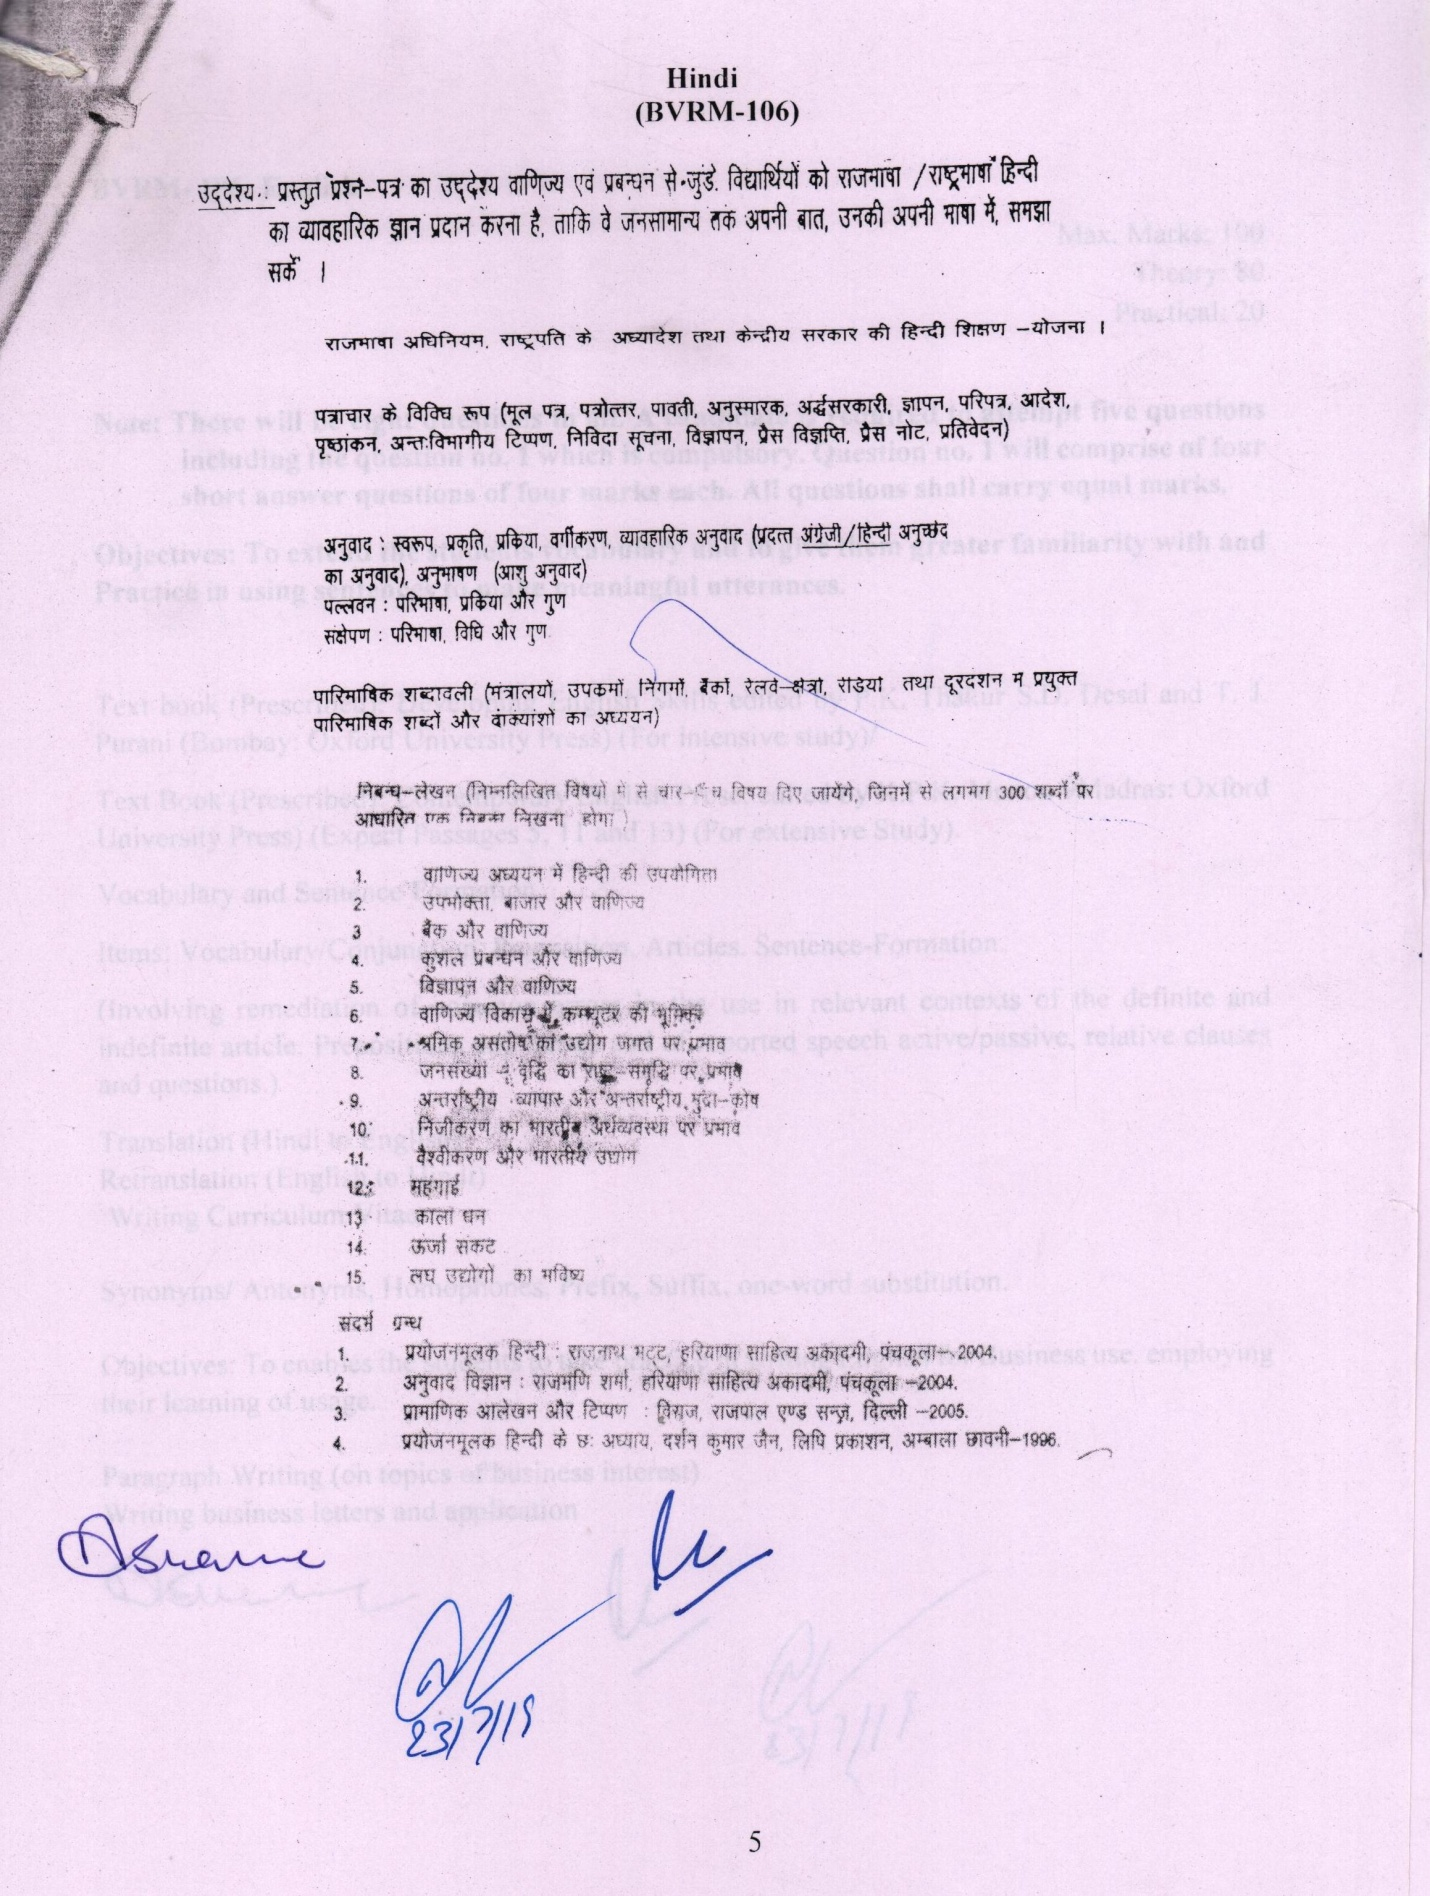 Hindi
(BVRM-106)
उद्देश्य : प्रस्तुत प्रश्न–पत्र का उद्देश्य वाणिज्य एवं प्रबन्धन से जुडे. विद्यार्थियों को राजभाषा / राष्ट्रभाषा हिन्दी
का व्यावहारिक ज्ञान प्रदान करना है, ताकि वे जनसामान्य तक अपनी बात, उनकी अपनी भाषा में, समझा
सकें ।
राजभाषा अधिनियम, राष्ट्रपति के अध्यादेश तथा केन्दीय सरकार की हिन्दी शिक्षण –योजना ।
पत्राचार के विविध रूप (मूल पत्र, पत्रोत्तर, पावती, अनुस्मारक, अर्द्धसरकारी, ज्ञापन, परिपत्र, आदेश,
पृष्ठांकन, अन्तःविभागीय टिप्पण, निविदा सूचना, विज्ञापन, प्रैस विज्ञप्ति, प्रैस नोट, प्रतिवेदन)
अनुवाद : स्वरूप, प्रकृति, प्रकिया, वर्गीकरण, व्यावहारिक अनुवाद (प्रदत्त अंग्रेजी/हिन्दी अनुच्छेद
का अनुवाद), अनुभाषण (आशु अनुवाद)
पल्लवन : परिभाषा, प्रकिया और गुण
संक्षेपण : परिभाषा, विधि और गुण
पारिभाषिक शब्दावली (मंत्रालयों, उपकमों निगमों, बैंकों, रेलवे–क्षेत्रों, रेडियो तथा दूरदर्शन में प्रयुक्त
पारिभाषिक शब्दों और वाक्यांशों का अध्ययन)
निबन्ध–लेखन (निम्नलिखित विषयों में से चार– विषय दिए जायेंगे, जिनमें से लगभग 300 शब्दों पर
आधारित एक निबन्ध लिखना होगा)
1. वाणिज्य अध्ययन में हिन्दी की उपयोगिता
2. उपभोक्ता, बाजार और वाणिज्य
3 बैंक और वाणिज्य
4. कुशल प्रबन्धन और वाणिज्य
5. विज्ञापन और वाणिज्य
6. वाणिज्य विकास में कम्प्यूटर की भूमिका
7. श्रमिक असंतोष का उद्योग जगत पर प्रभाव
8. जनसंख्या – वृद्धि का राष्ट्र–समृद्धि पर प्रभाव
9. अन्तर्राष्ट्रीय व्यापार और अन्तर्राष्ट्रीय मुद्रा–कोष
10. निजीकरण का भारतीय अर्थव्यवस्था पर प्रभाव
11. वैश्वीकरण और भारतीय उद्योग
12. महंगाई
13 काला धन
14. ऊर्जा संकट
15. लघु उद्योगों का भविष्य
संदर्भ ग्रन्थ
1. प्रयोजनमूलक हिन्दी : राजनाथ भट्ट, हरियाणा साहित्य अकादमी, पंचकूला–2004.
2. अनुवाद विज्ञान : राजमणि शर्मा, हरियाणा साहित्य अकादमी, पंचकूला –2004.
3. प्रामाणिक आलेखन और टिप्पण : विराज, राजपाल एण्ड सन्ज़, दिल्ली –2005.
4. प्रयोजनमूलक हिन्दी के छः अध्याय, दर्शन कुमार जैन, लिपि प्रकाशन, अम्बाला छावनी–1996.
23/7/19
5